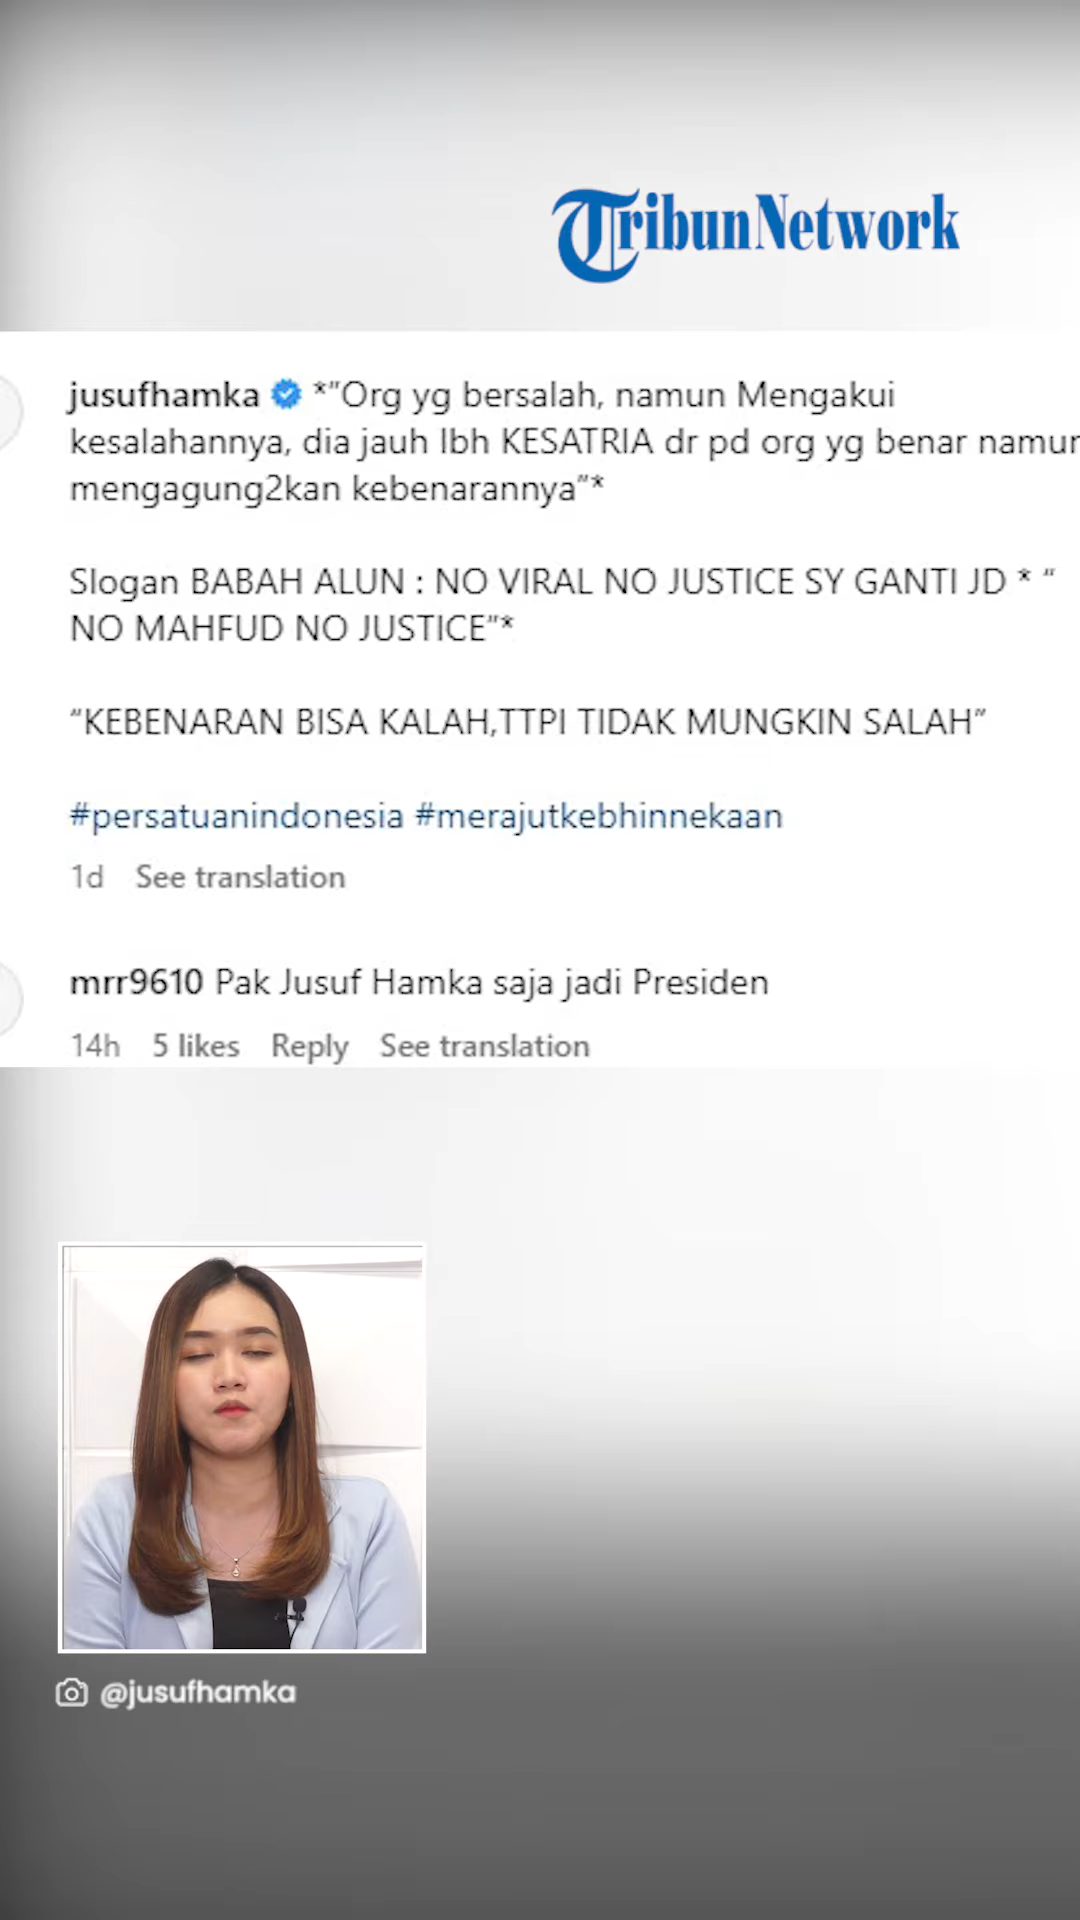 TribunNetwork
jusufhamka *"Org yg bersalah, namun Mengakui
kesalahannya, dia jauh lbh KESATRIA dr pd org yg benar namun
mengagung2kan kebenarannya"*
Slogan BABAH ALUN : NO VIRAL NO JUSTICE SY GANTI JD * "
NO MAHFUD NO JUSTICE"*
"KEBENARAN BISA KALAH,TTPI TIDAK MUNGKIN SALAH"
#persatuanindonesia #merajutkebhinnekaan
1d See translation
mrr9610 Pak Jusuf Hamka saja jadi Presiden
14h 5 likes Reply See translation
@jusufhamka